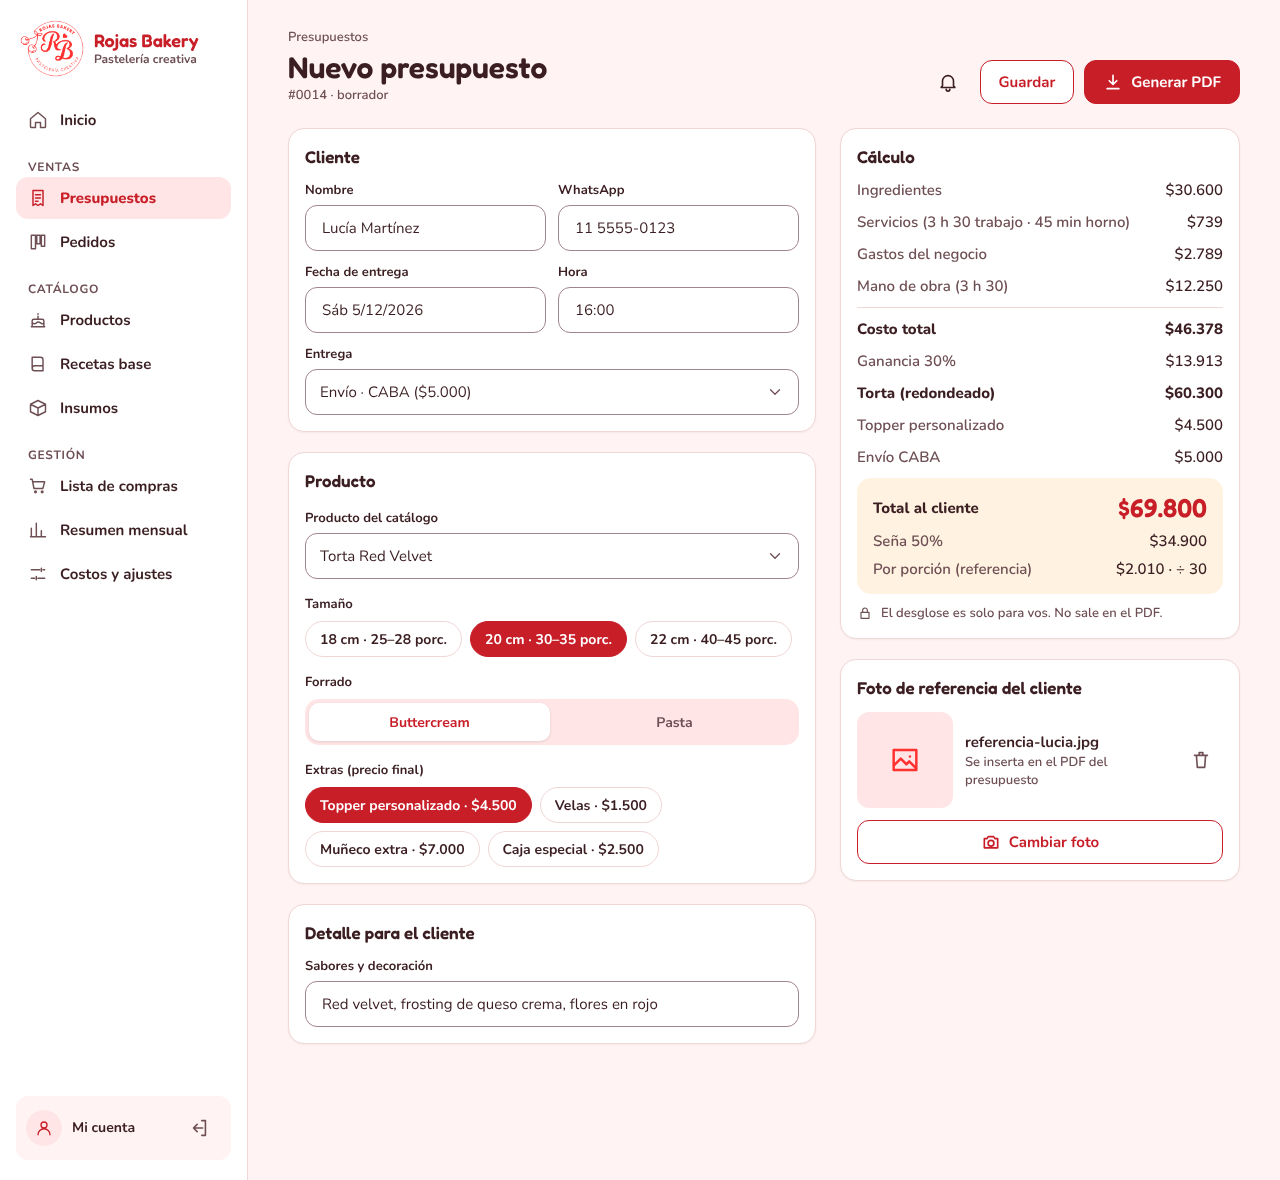 ROJAS BAKERY
RB
PASTELERÍA CREATIVA
Rojas Bakery
Pastelería creativa
Inicio
VENTAS
Presupuestos
Pedidos
CATÁLOGO
Productos
Recetas base
Insumos
GESTIÓN
Lista de compras
Resumen mensual
Costos y ajustes
Mi cuenta
Presupuestos
Nuevo presupuesto
#0014 · borrador
Guardar
Generar PDF
Cliente
Nombre
WhatsApp
Lucía Martínez
11 5555-0123
Fecha de entrega
Hora
Sáb 5/12/2026
16:00
Entrega
Envío · CABA ($5.000)
Producto
Producto del catálogo
Torta Red Velvet
Tamaño
18 cm · 25–28 porc.
20 cm · 30–35 porc.
22 cm · 40–45 porc.
Forrado
Buttercream
Pasta
Extras (precio final)
Topper personalizado · $4.500
Velas · $1.500
Muñeco extra · $7.000
Caja especial · $2.500
Detalle para el cliente
Sabores y decoración
Red velvet, frosting de queso crema, flores en rojo
Cálculo
Ingredientes $30.600
Servicios (3 h 30 trabajo · 45 min horno) $739
Gastos del negocio $2.789
Mano de obra (3 h 30) $12.250
Costo total $46.378
Ganancia 30% $13.913
Torta (redondeado) $60.300
Topper personalizado $4.500
Envío CABA $5.000
Total al cliente $69.800
Seña 50% $34.900
Por porción (referencia) $2.010 · ÷ 30
El desglose es solo para vos. No sale en el PDF.
Foto de referencia del cliente
referencia-lucia.jpg
Se inserta en el PDF del
presupuesto
Cambiar foto